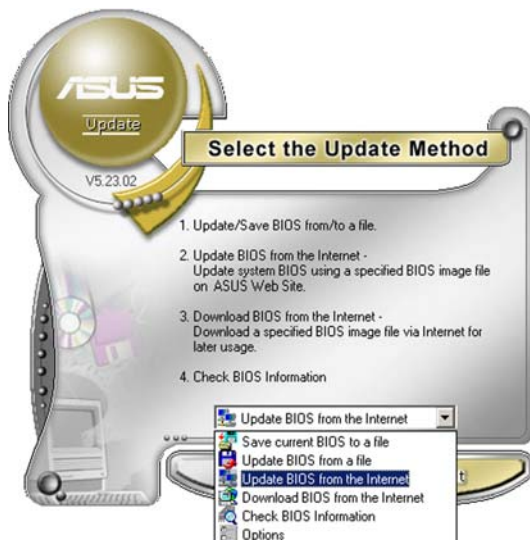 ASUS
Update
V5.23.02
Select the Update Method
1. Update/Save BIOS from/to a file.
2. Update BIOS from the Internet -
Update system BIOS using a specified BIOS image file
on ASUS Web Site.
3. Download BIOS from the Internet -
Download a specified BIOS image file via Internet for
later usage.
4. Check BIOS Information
Update BIOS from the Internet
Save current BIOS to a file
Update BIOS from a file
Update BIOS from the Internet
Download BIOS from the Internet
Check BIOS Information
Options